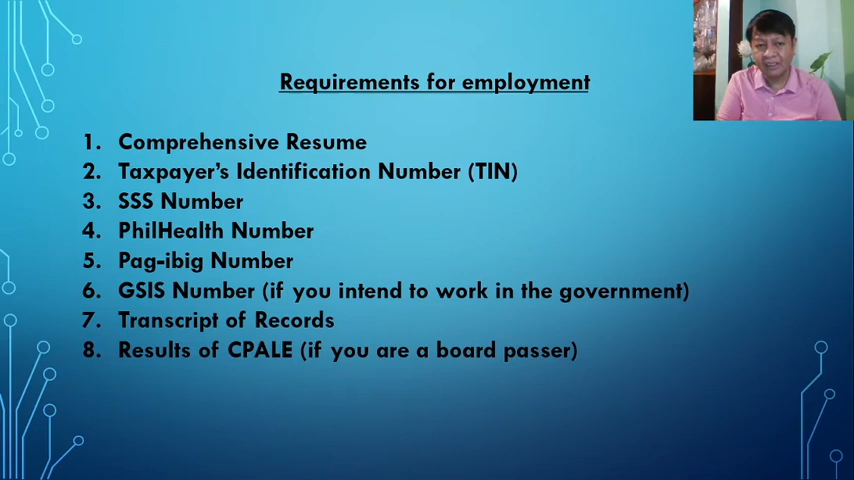 Requirements for employment
1. Comprehensive Resume
2. Taxpayer's Identification Number (TIN)
3. SSS Number
4. PhilHealth Number
5. Pag-ibig Number
6. GSIS Number (if you intend to work in the government)
7. Transcript of Records
8. Results of CPALE (if you are a board passer)